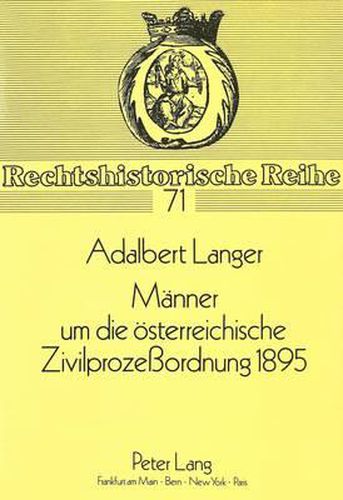 Rechtshistorische Reihe
71
Adalbert Langer
Männer
um die österreichische
Zivilprozeßordnung 1895
Peter Lang
Frankfurt am Main · Bern · New York · Paris